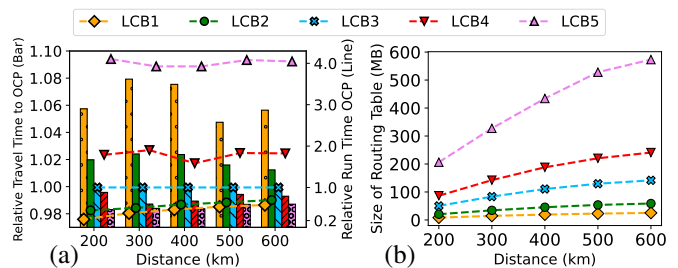 LCB1 LCB2 LCB3 LCB4 LCB5
Relative Travel Time to OCP (Bar)
1.10
1.08
1.06
1.04
1.02
1.00
0.98
200 300 400 500 600
Distance (km)
(a)
4.0
3.0
2.0
1.0
0.2
Relative Run Time OCP (Line)
Size of Routing Table (MB)
600
500
400
300
200
100
0
200 300 400 500 600
Distance (km)
(b)